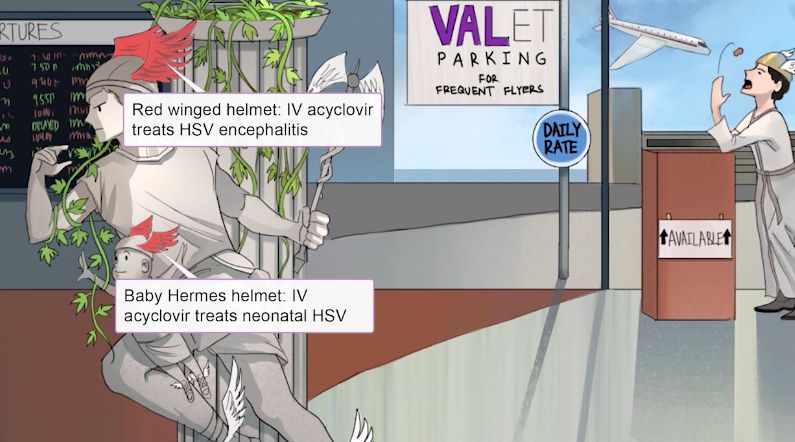 RTURES
VALET
PARKING
FOR
FREQUENT FLYERS
DAILY
RATE
Red winged helmet: IV acyclovir
treats HSV encephalitis
AVAILABLE
Baby Hermes helmet: IV
acyclovir treats neonatal HSV